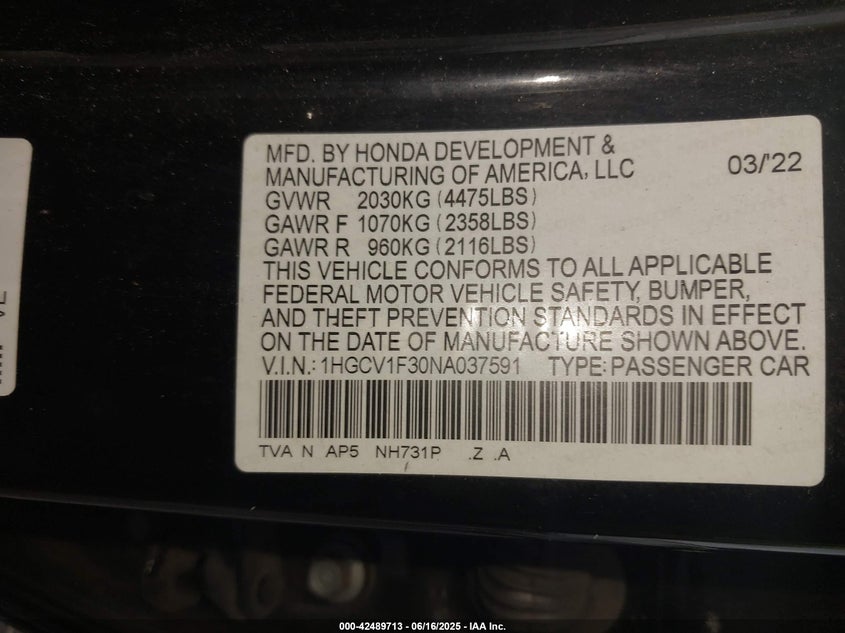 MFD. BY HONDA DEVELOPMENT &
MANUFACTURING OF AMERICA, LLC 03/'22
GVWR 2030KG (4475LBS)
GAWR F 1070KG (2358LBS)
GAWR R 960KG (2116LBS)
THIS VEHICLE CONFORMS TO ALL APPLICABLE
FEDERAL MOTOR VEHICLE SAFETY, BUMPER,
AND THEFT PREVENTION STANDARDS IN EFFECT
ON THE DATE OF MANUFACTURE SHOWN ABOVE.
V.I.N.: 1HGCV1F30NA037591 TYPE: PASSENGER CAR
TVA N AP5 NH731P .Z .A
000-42489713 - 06/16/2025 - IAA Inc.